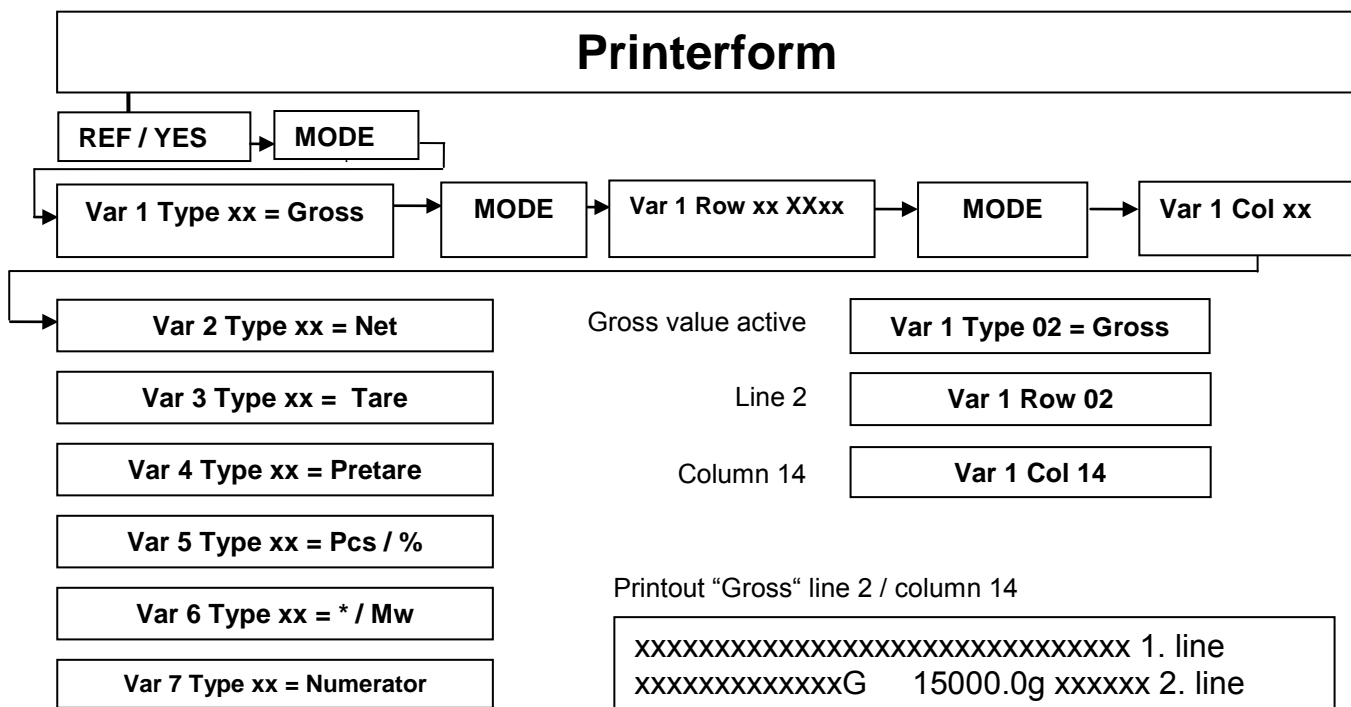 Printerform
REF / YES
MODE
Var 1 Type xx = Gross
MODE
Var 1 Row xx XXxx
MODE
Var 1 Col xx
Var 2 Type xx = Net
Var 3 Type xx = Tare
Var 4 Type xx = Pretare
Var 5 Type xx = Pcs / %
Var 6 Type xx = * / Mw
Var 7 Type xx = Numerator
Gross value active
Var 1 Type 02 = Gross
Line 2
Var 1 Row 02
Column 14
Var 1 Col 14
Printout “Gross“ line 2 / column 14
xxxxxxxxxxxxxxxxxxxxxxxxxxxxxxx 1. line
xxxxxxxxxxxxxG 15000.0g xxxxxx 2. line